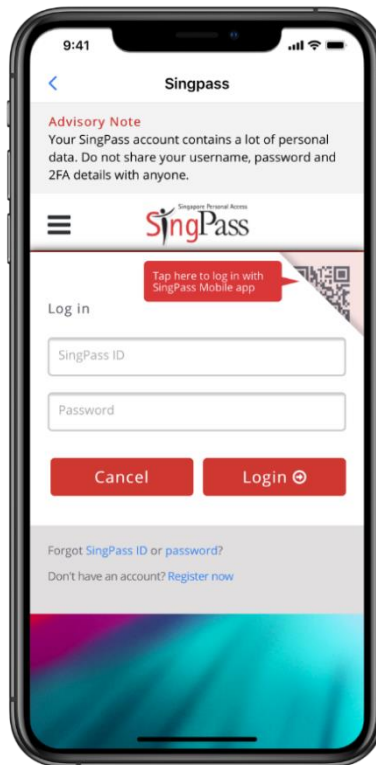 9:41
Singpass
Advisory Note
Your SingPass account contains a lot of personal
data. Do not share your username, password and
2FA details with anyone.
Singapore Personal Access
SingPass
Tap here to log in with
SingPass Mobile app
Log in
SingPass ID
Password
Cancel
Login
Forgot SingPass ID or password?
Don't have an account? Register now